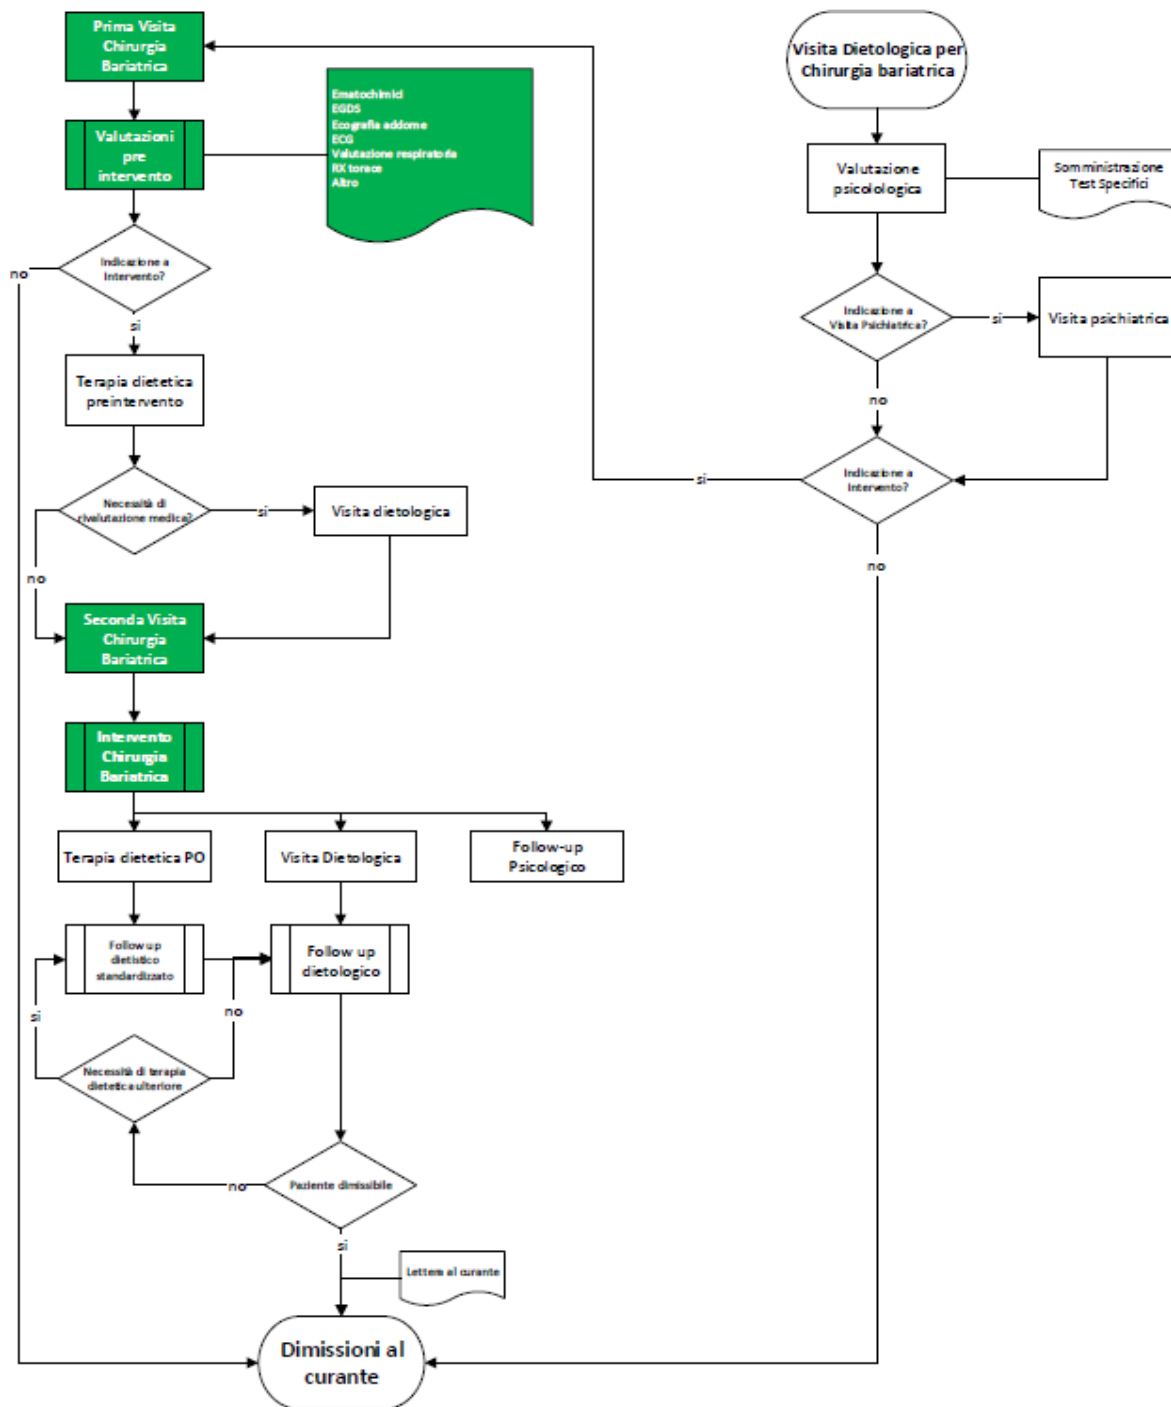 Prima Visita
Chirurgia
Bariatrica
Valutazioni
pre
intervento
Ematochimici
EGDS
Ecografia addome
ECG
Valutazione respiratoria
RX torace
Altro
Indicazione a
Intervento?
no
si
Terapia dietetica
preintervento
Necessità di
rivalutazione medica?
si
Visita dietologica
no
Seconda Visita
Chirurgia
Bariatrica
Intervento
Chirurgia
Bariatrica
Terapia dietetica PO
Visita Dietologica
Follow-up
Psicologico
Follow up
dietistico
standardizzato
Follow up
dietologico
si
no
Necessità di terapia
dietetica ulteriore
Paziente dimissibile
no
si
Lettera al curante
Dimissioni al
curante
Visita Dietologica per
Chirurgia bariatrica
Valutazione
psicolologica
Somministrazione
Test Specifici
Indicazione a
Visita Psichiatrica?
si
Visita psichiatrica
no
Indicazione a
Intervento?
si
no